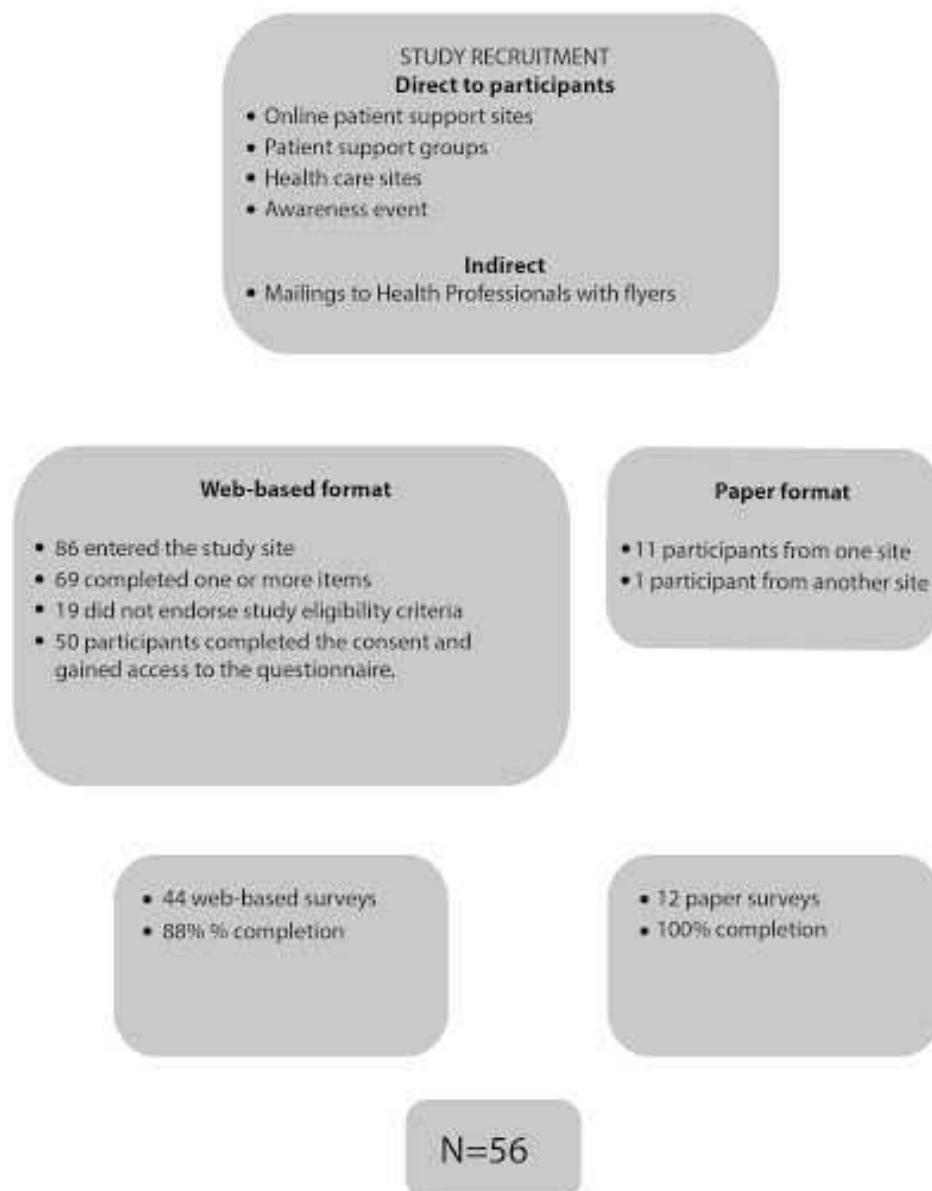 STUDY RECRUITMENT
Direct to participants
• Online patient support sites
• Patient support groups
• Health care sites
• Awareness event
Indirect
• Mailings to Health Professionals with flyers
Web-based format
• 86 entered the study site
• 69 completed one or more items
• 19 did not endorse study eligibility criteria
• 50 participants completed the consent and
gained access to the questionnaire.
Paper format
• 11 participants from one site
• 1 participant from another site
• 44 web-based surveys
• 88% % completion
• 12 paper surveys
• 100% completion
N=56